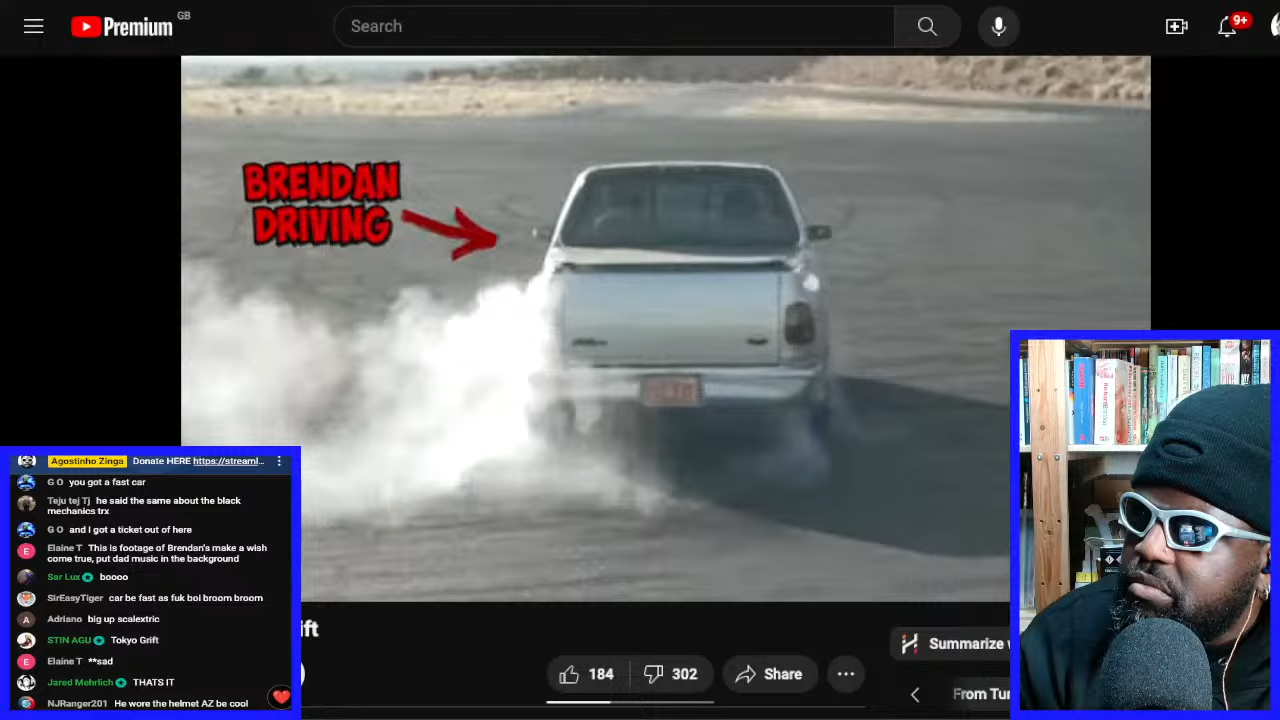 Premium GB
Search
9+
BRENDAN
DRIVING
Agostinho Zinga Donate HERE https://streaml...
G O you got a fast car
Teju tej Tj he said the same about the black
mechanics trx
G O and I got a ticket out of here
Elaine T This is footage of Brendan's make a wish
come true, put dad music in the background
Sar Lux boooo
SirEasyTiger car be fast as fuk boi broom broom
Adriano big up scalextric
STIN AGU Tokyo Grift
Elaine T **sad
Jared Mehrlich THATS IT
NJRanger201 He wore the helmet AZ be cool
ift
184
302
Share
Summarize
From Tur